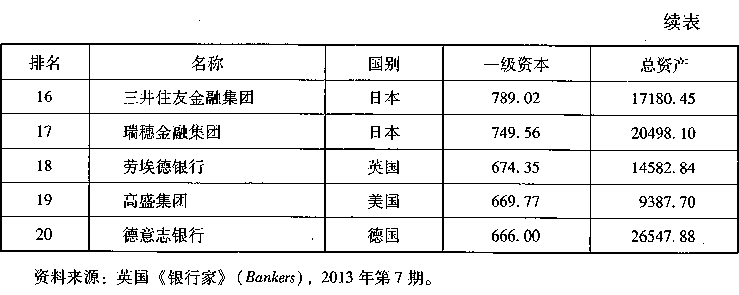 续表
排名 名称 国别 一级资本 总资产
16 三井住友金融集团 日本 789.02 17180.45
17 瑞穗金融集团 日本 749.56 20498.10
18 劳埃德银行 英国 674.35 14582.84
19 高盛集团 美国 669.77 9387.70
20 德意志银行 德国 666.00 26547.88
资料来源：英国《银行家》（Bankers），2013年第7期。